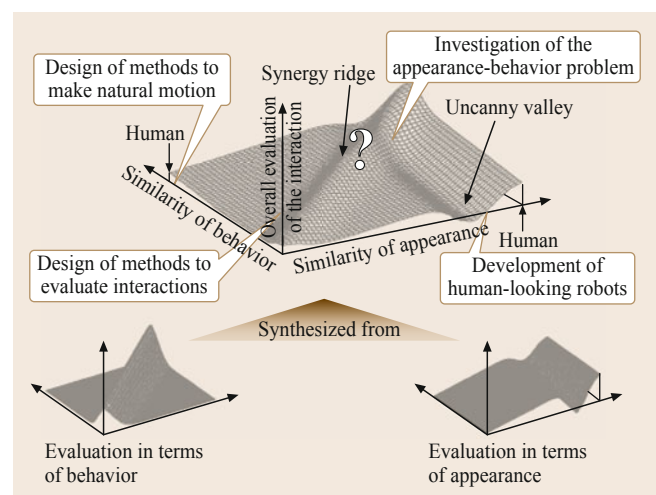 Investigation of the
appearance-behavior problem
Design of methods to
make natural motion
Synergy ridge
Uncanny valley
Human
?
Overall evaluation
of the interaction
Similarity of behavior
Similarity of appearance
Human
Design of methods to
evaluate interactions
Development of
human-looking robots
Synthesized from
Evaluation in terms
of behavior
Evaluation in terms
of appearance